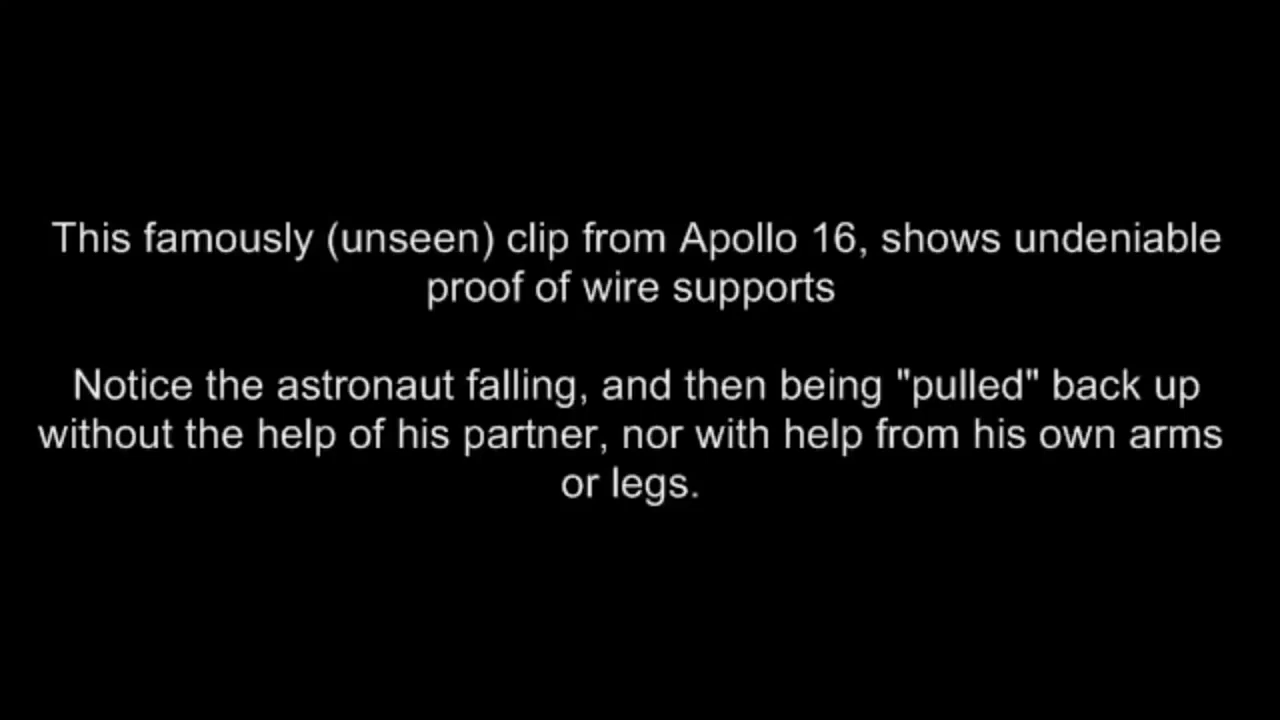 This famously (unseen) clip from Apollo 16, shows undeniable
proof of wire supports
Notice the astronaut falling, and then being "pulled" back up
without the help of his partner, nor with help from his own arms
or legs.